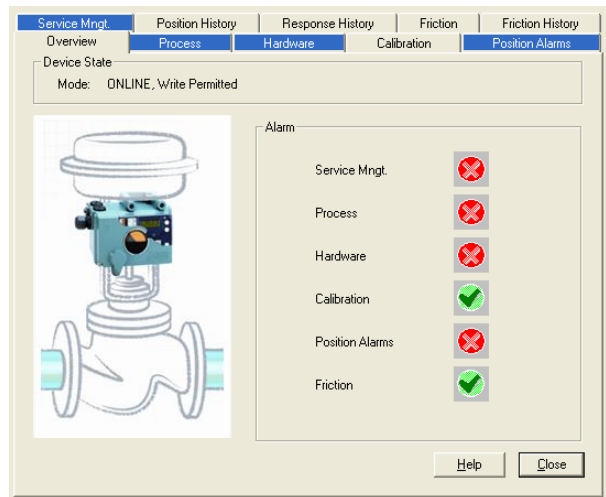 Service Mngt. Position History Response History Friction Friction History
Overview Process Hardware Calibration Position Alarms
Device State
Mode: ONLINE, Write Permitted
Alarm
Service Mngt.
Process
Hardware
Calibration
Position Alarms
Friction
Help Close